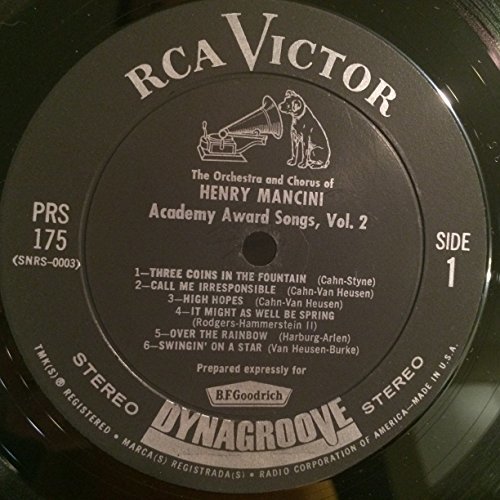 RCA VICTOR
The Orchestra and Chorus of
HENRY MANCINI
Academy Award Songs, Vol. 2
PRS
175
(SNRS-0003)
SIDE
1
1—THREE COINS IN THE FOUNTAIN (Cahn-Styne)
2—CALL ME IRRESPONSIBLE (Cahn-Van Heusen)
3—HIGH HOPES (Cahn-Van Heusen)
4—IT MIGHT AS WELL BE SPRING
(Rodgers-Hammerstein II)
5—OVER THE RAINBOW (Harburg-Arlen)
6—SWINGIN' ON A STAR (Van Heusen-Burke)
Prepared expressly for
B.F.Goodrich
STEREO
DYNAGROOVE
STEREO
TMK(S) ® REGISTERED • MARCA(S) REGISTRADA(S) • RADIO CORPORATION OF AMERICA—MADE IN U.S.A.